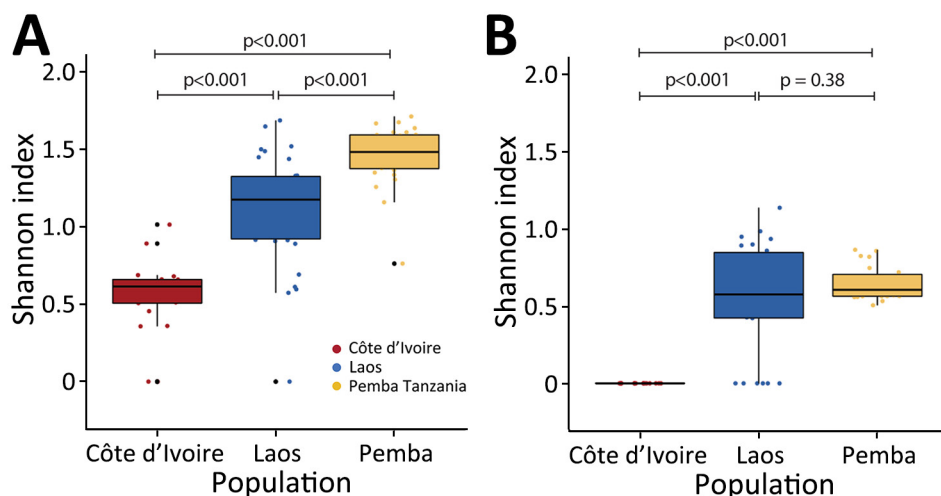 A
p<0.001
p<0.001
p<0.001
2.0
1.5
1.0
0.5
0
Shannon index
Côte d’Ivoire
Laos
Pemba Tanzania
Côte d’Ivoire
Laos
Pemba
Population
B
p<0.001
p<0.001
p = 0.38
2.0
1.5
1.0
0.5
0
Shannon index
Côte d’Ivoire
Laos
Pemba
Population